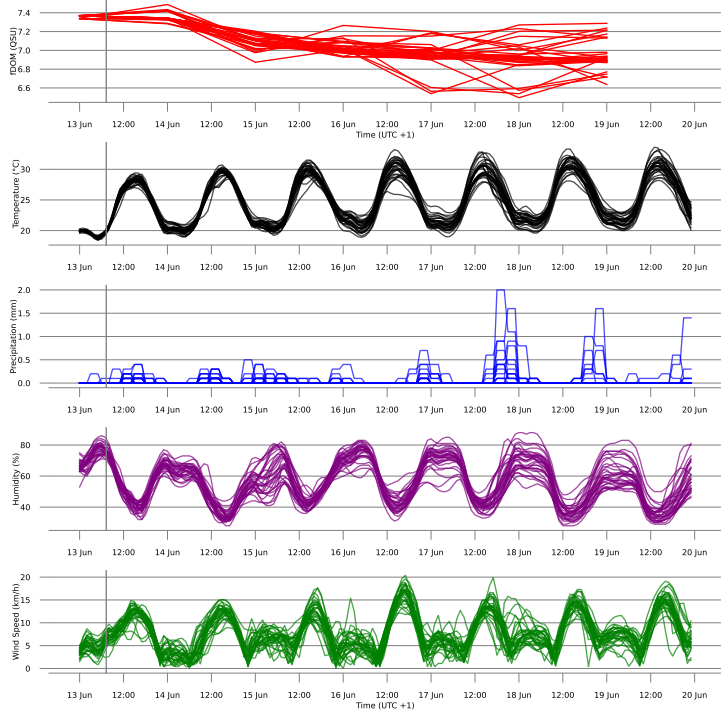 7.4
7.2
7.0
6.8
6.6
fDOM (QSU)
13 Jun 12:00 14 Jun 12:00 15 Jun 12:00 16 Jun 12:00 17 Jun 12:00 18 Jun 12:00 19 Jun 12:00 20 Jun
Time (UTC +1)
30
25
20
Temperature (°C)
13 Jun 12:00 14 Jun 12:00 15 Jun 12:00 16 Jun 12:00 17 Jun 12:00 18 Jun 12:00 19 Jun 12:00 20 Jun
2.0
1.5
1.0
0.5
0.0
Precipitation (mm)
13 Jun 12:00 14 Jun 12:00 15 Jun 12:00 16 Jun 12:00 17 Jun 12:00 18 Jun 12:00 19 Jun 12:00 20 Jun
80
60
40
Humidity (%)
13 Jun 12:00 14 Jun 12:00 15 Jun 12:00 16 Jun 12:00 17 Jun 12:00 18 Jun 12:00 19 Jun 12:00 20 Jun
20
15
10
5
0
Wind Speed (km/h)
13 Jun 12:00 14 Jun 12:00 15 Jun 12:00 16 Jun 12:00 17 Jun 12:00 18 Jun 12:00 19 Jun 12:00 20 Jun
Time (UTC +1)